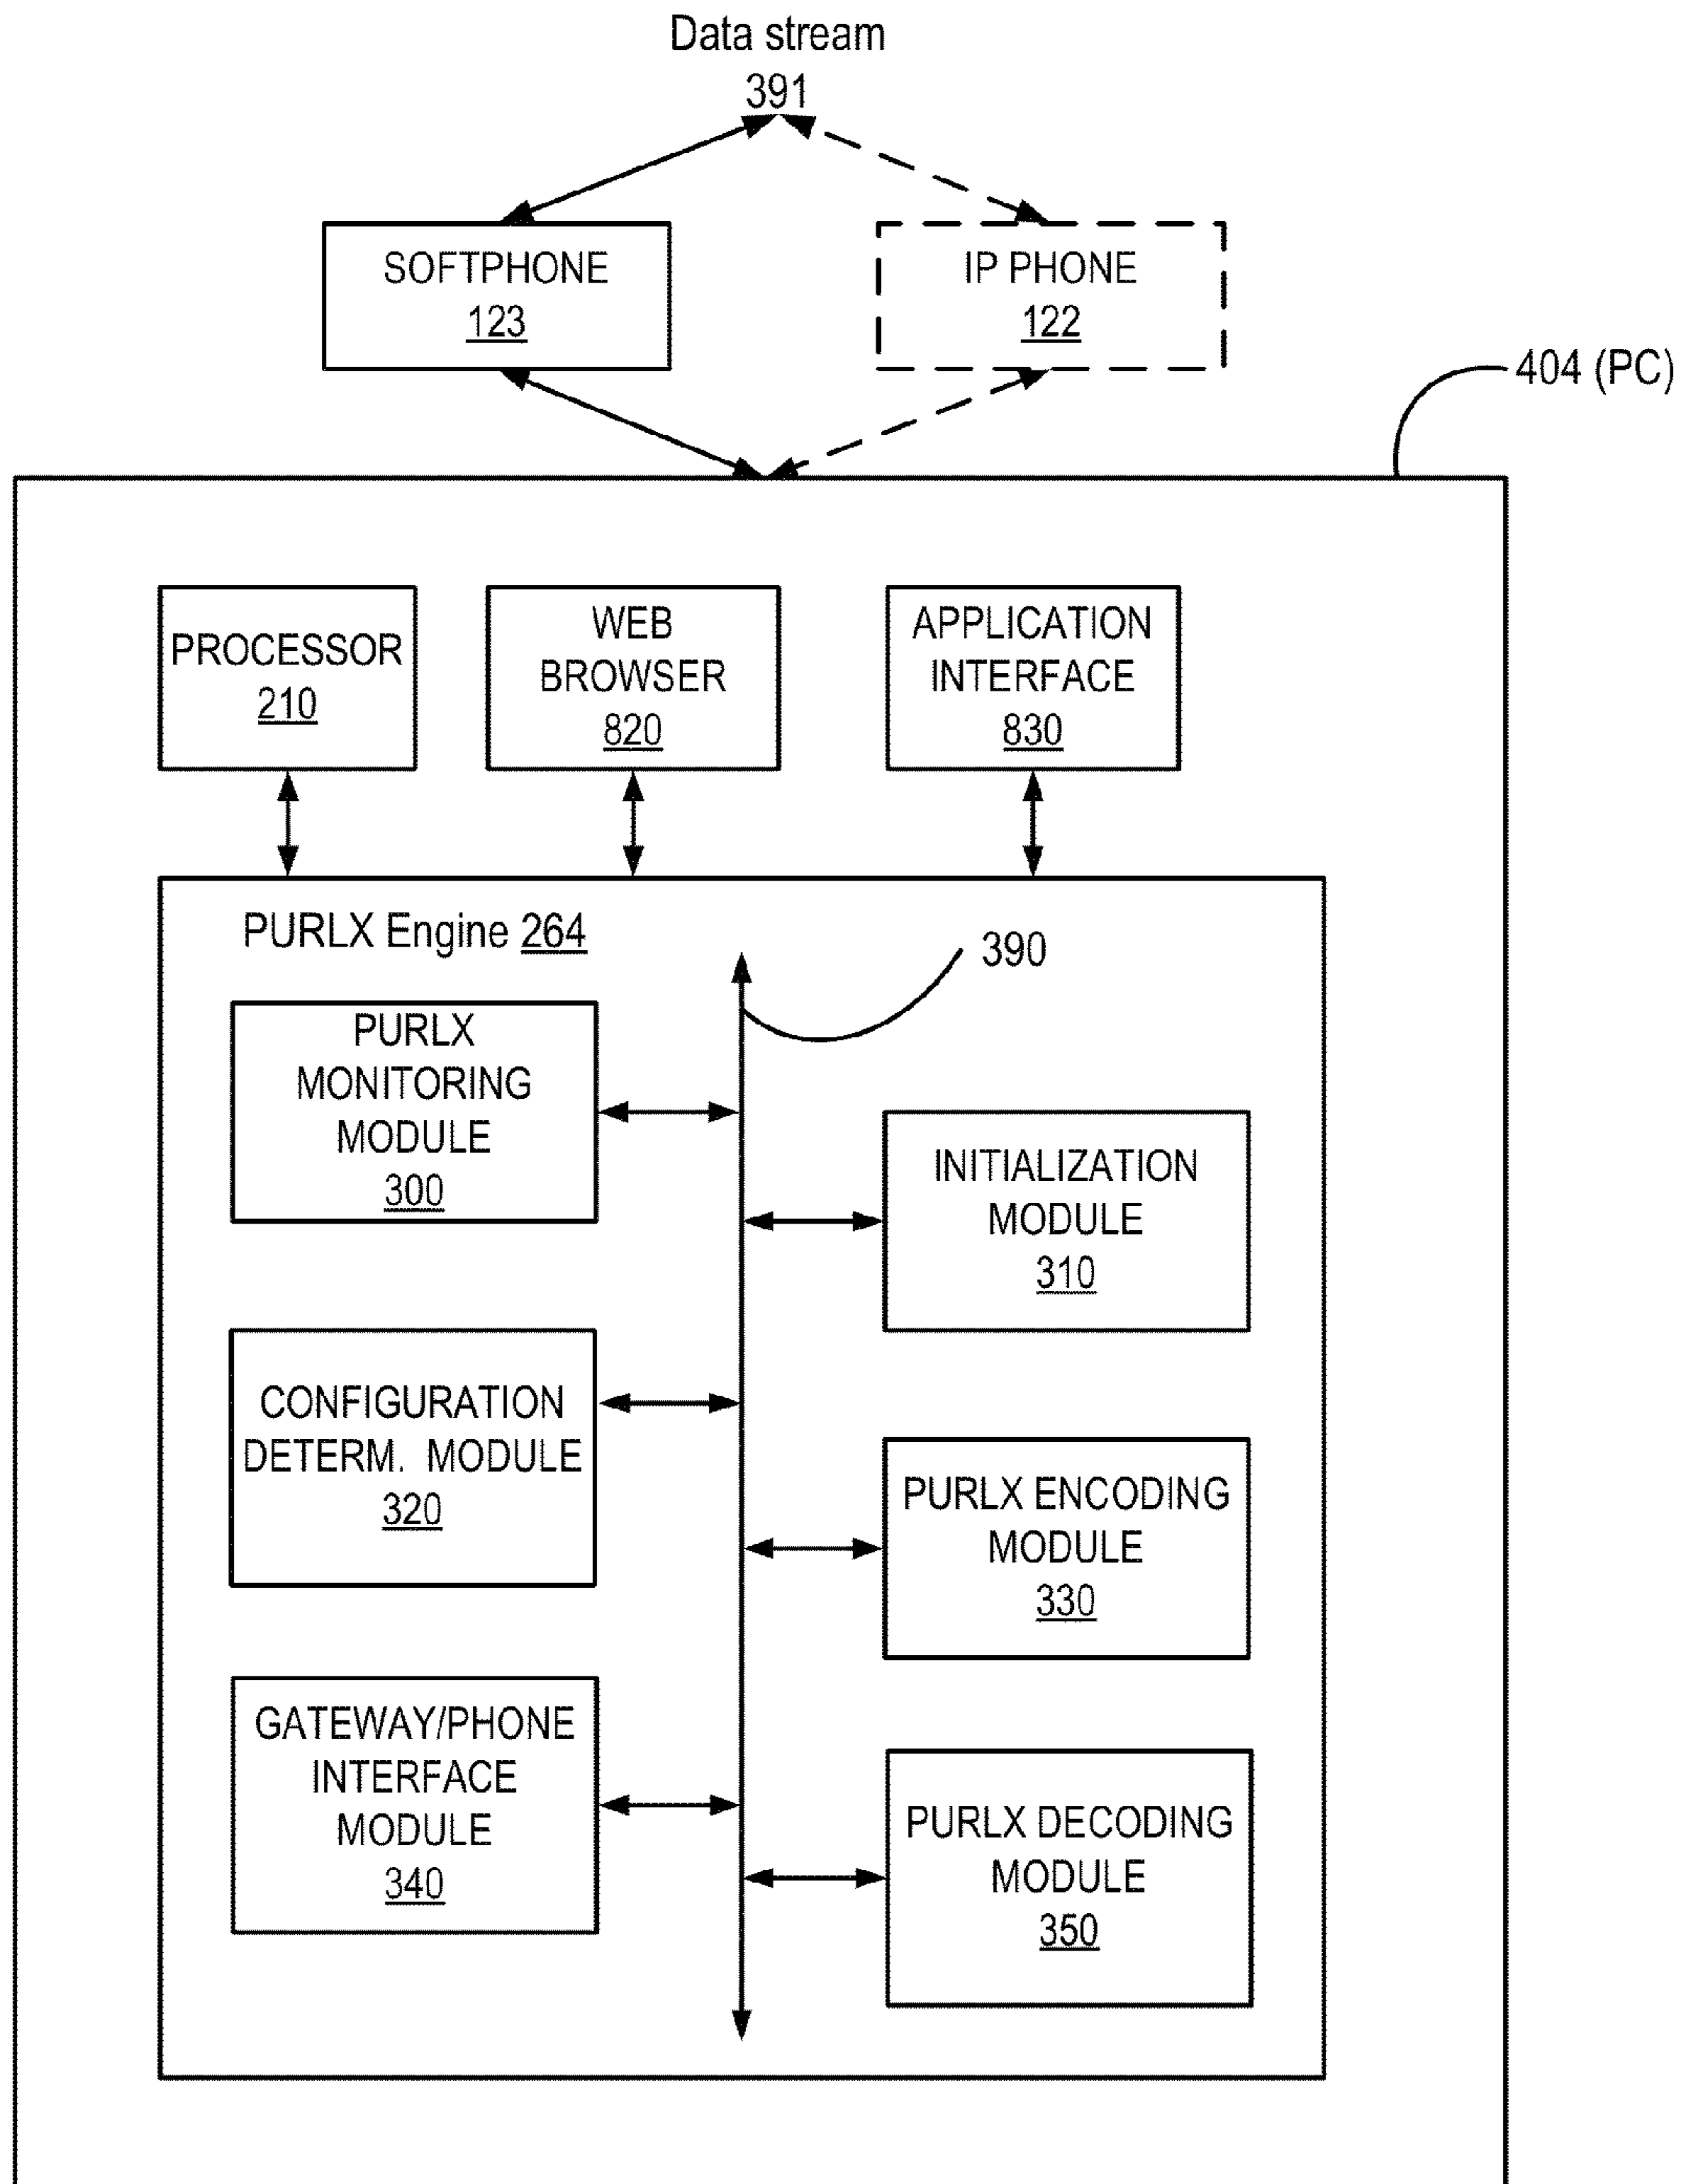 Data stream
391
SOFTPHONE
123
IP PHONE
122
404 (PC)
PROCESSOR
210
WEB
BROWSER
820
APPLICATION
INTERFACE
830
PURLX Engine 264
390
PURLX
MONITORING
MODULE
300
INITIALIZATION
MODULE
310
CONFIGURATION
DETERM. MODULE
320
PURLX ENCODING
MODULE
330
GATEWAY/PHONE
INTERFACE
MODULE
340
PURLX DECODING
MODULE
350